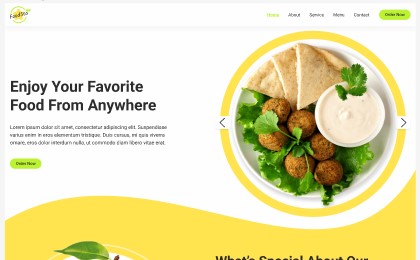 Foodies
Home About Service Menu Contact Order Now
Enjoy Your Favorite
Food From Anywhere
Lorem ipsum dolor sit amet, consectetur adipiscing elit. Suspendisse
varius enim in eros elementum tristique. Duis cursus, mi quis viverra
ornare, eros dolor interdum nulla, ut commodo diam libero vitae erat.
Order Now
What's Special About Our